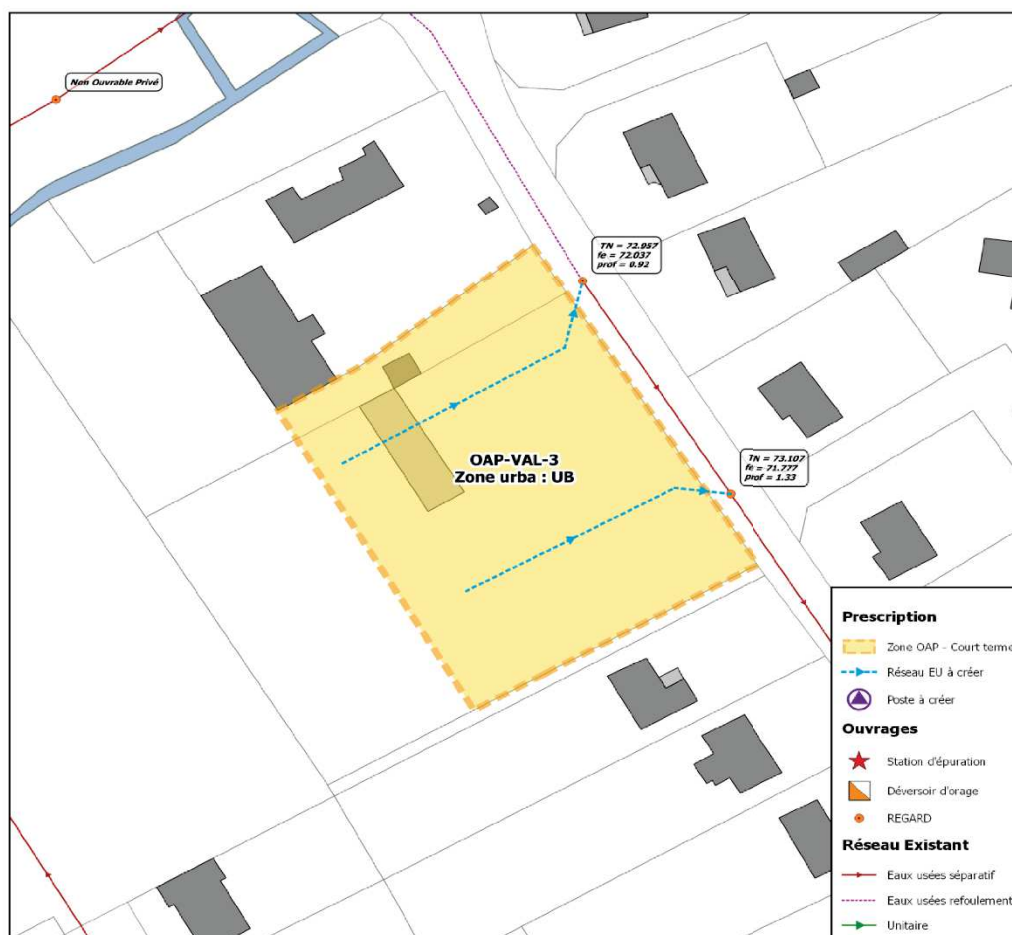 Non Ouvrable Privé
TN = 72.957
fe = 72.037
prof = 0.92
OAP-VAL-3
Zone urba : UB
TN = 73.107
fe = 71.777
prof = 1.33
Prescription
Zone OAP - Court terme
Réseau EU à créer
Poste à créer
Ouvrages
Station d'épuration
Déversoir d'orage
REGARD
Réseau Existant
Eaux usées séparatif
Eaux usées refoulement
Unitaire